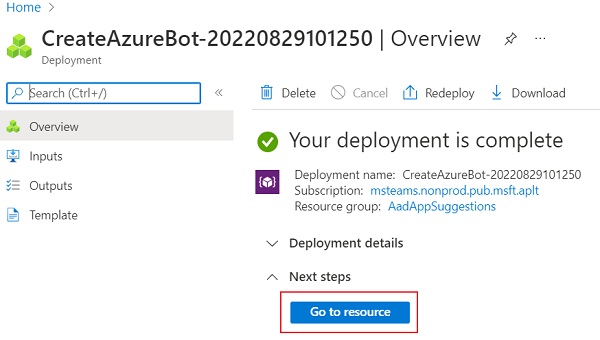 Home >
CreateAzureBot-20220829101250 | Overview
Deployment
Search (Ctrl+/)
Delete Cancel Redeploy Download
Overview
Inputs
Outputs
Template
Your deployment is complete
Deployment name: CreateAzureBot-20220829101250
Subscription: msteams.nonprod.pub.msft.aplt
Resource group: AadAppSuggestions
Deployment details
Next steps
Go to resource